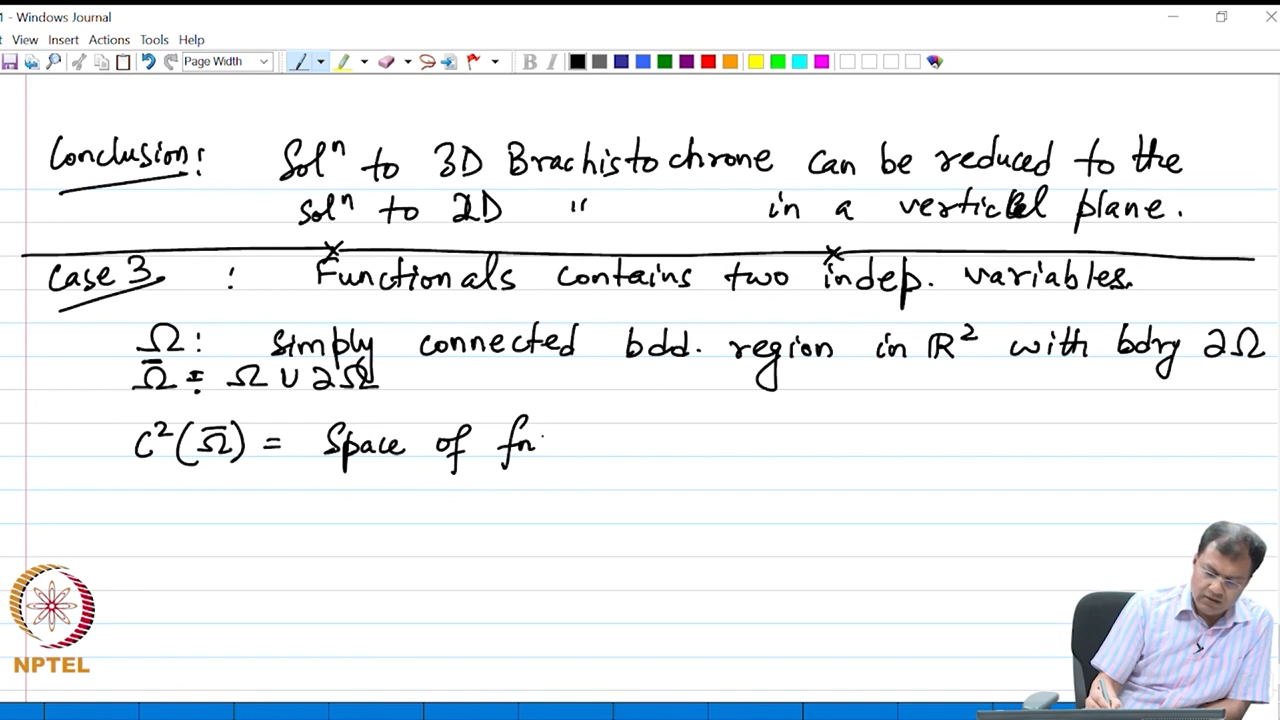 1 - Windows Journal
t View Insert Actions Tools Help
Page Width
B I
Conclusion: Solⁿ to 3D Brachistochrone can be reduced to the
solⁿ to 2D " in a vertical plane.
Case 3 : Functionals contains two indep. variables.
Ω: simply connected bdd. region in ℝ² with bdry ∂Ω
Ω̄ = Ω ∪ ∂Ω
C²(Ω̄) = Space of fn
NPTEL